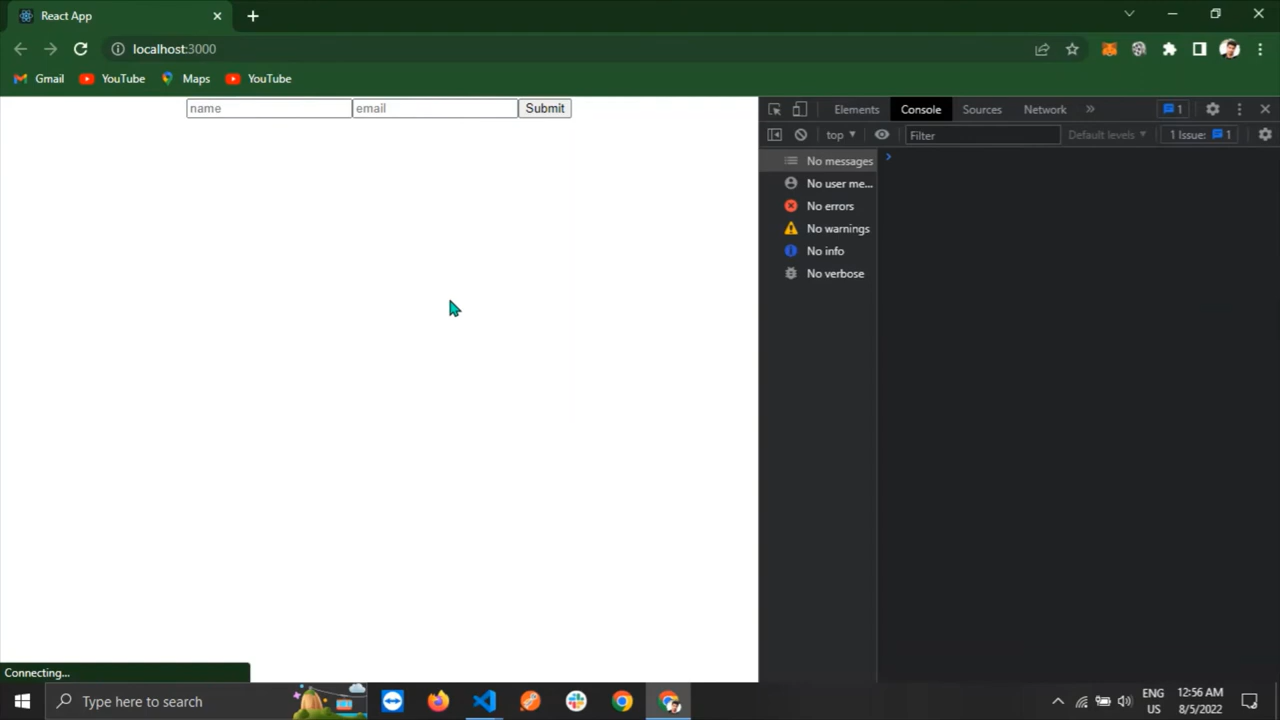 React App
localhost:3000
Gmail YouTube Maps YouTube
name email Submit
Elements Console Sources Network » 1
top Filter Default levels 1 Issue: 1
No messages
No user me...
No errors
No warnings
No info
No verbose
Connecting...
Type here to search
ENG
US
12:56 AM
8/5/2022